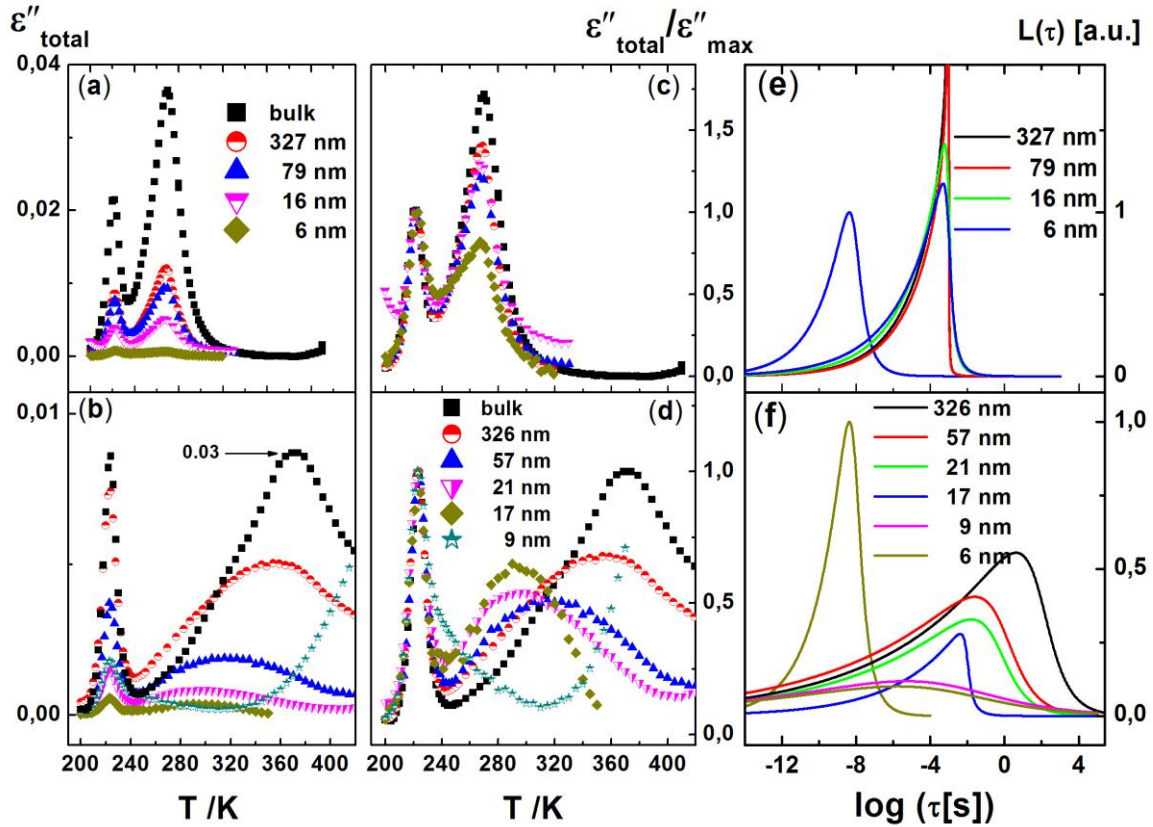 ε″total
ε″total/ε″max
L(τ) [a.u.]
0,04
0,02
0,00
(a)
bulk
327 nm
79 nm
16 nm
6 nm
(c)
1,5
1,0
0,5
0,0
(e)
327 nm
79 nm
16 nm
6 nm
1
0
0,01
0,00
(b)
0.03
(d)
bulk
326 nm
57 nm
21 nm
17 nm
9 nm
1,0
0,5
0,0
(f)
326 nm
57 nm
21 nm
17 nm
9 nm
6 nm
1,0
0,5
0,0
200 240 280 320 360 400
200 240 280 320 360 400
-12 -8 -4 0 4
T /K
T /K
log (τ[s])